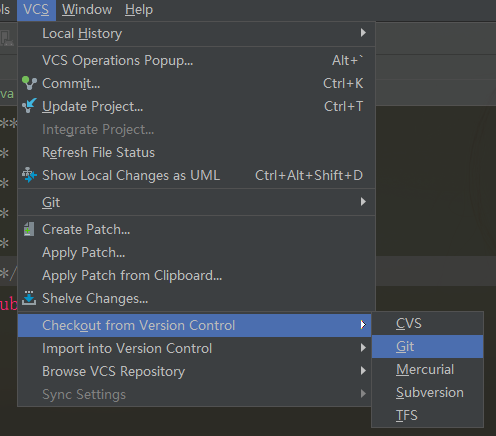 ols VCS Window Help
Local History
VCS Operations Popup... Alt+`
Commit... Ctrl+K
Update Project... Ctrl+T
Integrate Project...
Refresh File Status
Show Local Changes as UML Ctrl+Alt+Shift+D
Git
Create Patch...
Apply Patch...
Apply Patch from Clipboard...
Shelve Changes...
Checkout from Version Control
Import into Version Control
Browse VCS Repository
Sync Settings
CVS
Git
Mercurial
Subversion
TFS
va
**
*
*
*
*
*/
ub